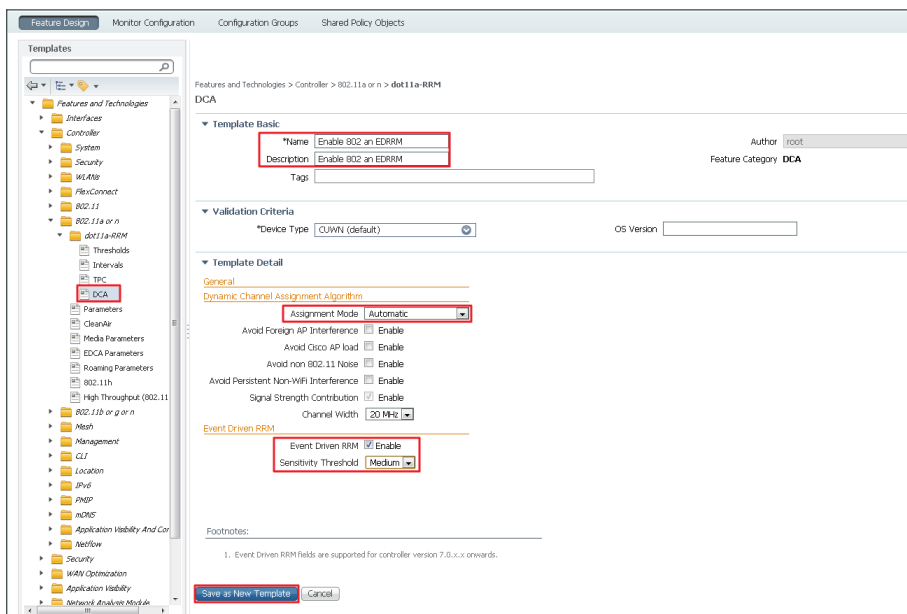 Feature Design Monitor Configuration Configuration Groups Shared Policy Objects
Templates
Features and Technologies
Interfaces
Controller
System
Security
WLANs
FlexConnect
802.11
802.11a or n
dot11a-RRM
Thresholds
Intervals
TPC
DCA
Parameters
CleanAir
Media Parameters
EDCA Parameters
Roaming Parameters
802.11h
High Throughput (802.11
802.11b or g or n
Mesh
Management
CLI
Location
IPv6
PMIP
mDNS
Application Visibility And Cor
Netflow
Security
WAN Optimization
Application Visibility
Network Analysis Module
Features and Technologies > Controller > 802.11a or n > dot11a-RRM
DCA
Template Basic
*Name Enable 802 an EDRRM Author root
Description Enable 802 an EDRRM Feature Category DCA
Tags
Validation Criteria
*Device Type CUWN (default) OS Version
Template Detail
General
Dynamic Channel Assignment Algorithm
Assignment Mode Automatic
Avoid Foreign AP Interference Enable
Avoid Cisco AP load Enable
Avoid non 802.11 Noise Enable
Avoid Persistent Non-WiFi Interference Enable
Signal Strength Contribution Enable
Channel Width 20 MHz
Event Driven RRM
Event Driven RRM Enable
Sensitivity Threshold Medium
Footnotes:
1. Event Driven RRM fields are supported for controller version 7.0.x.x onwards.
Save as New Template Cancel